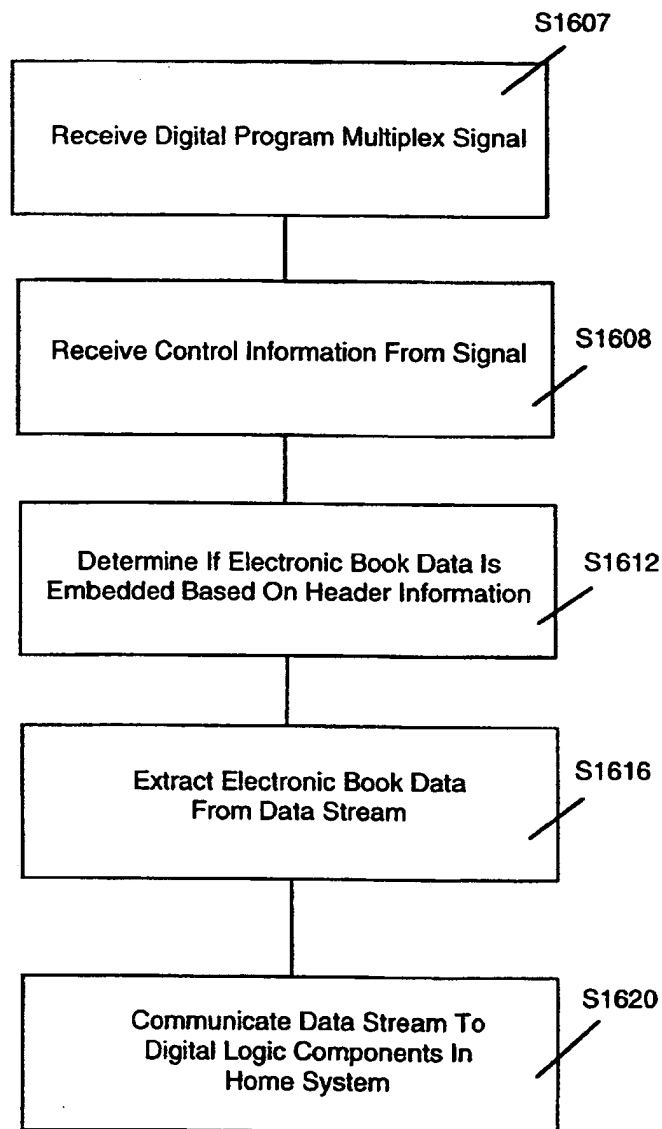 S1607
Receive Digital Program Multiplex Signal
Receive Control Information From Signal
S1608
Determine If Electronic Book Data Is
Embedded Based On Header Information
S1612
Extract Electronic Book Data
From Data Stream
S1616
Communicate Data Stream To
Digital Logic Components In
Home System
S1620